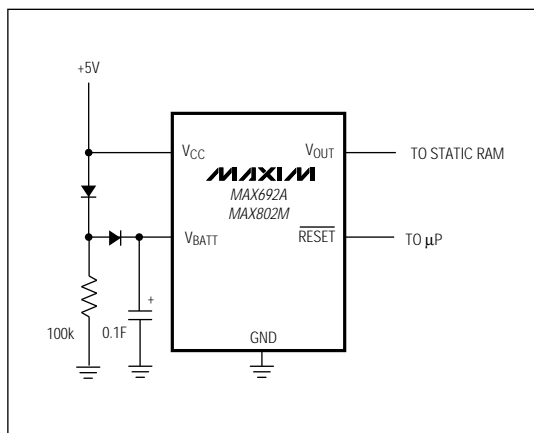 +5V
VCC
VOUT
TO STATIC RAM
MAXIM
MAX692A
MAX802M
VBATT
RESET
TO μP
+
100k
0.1F
GND